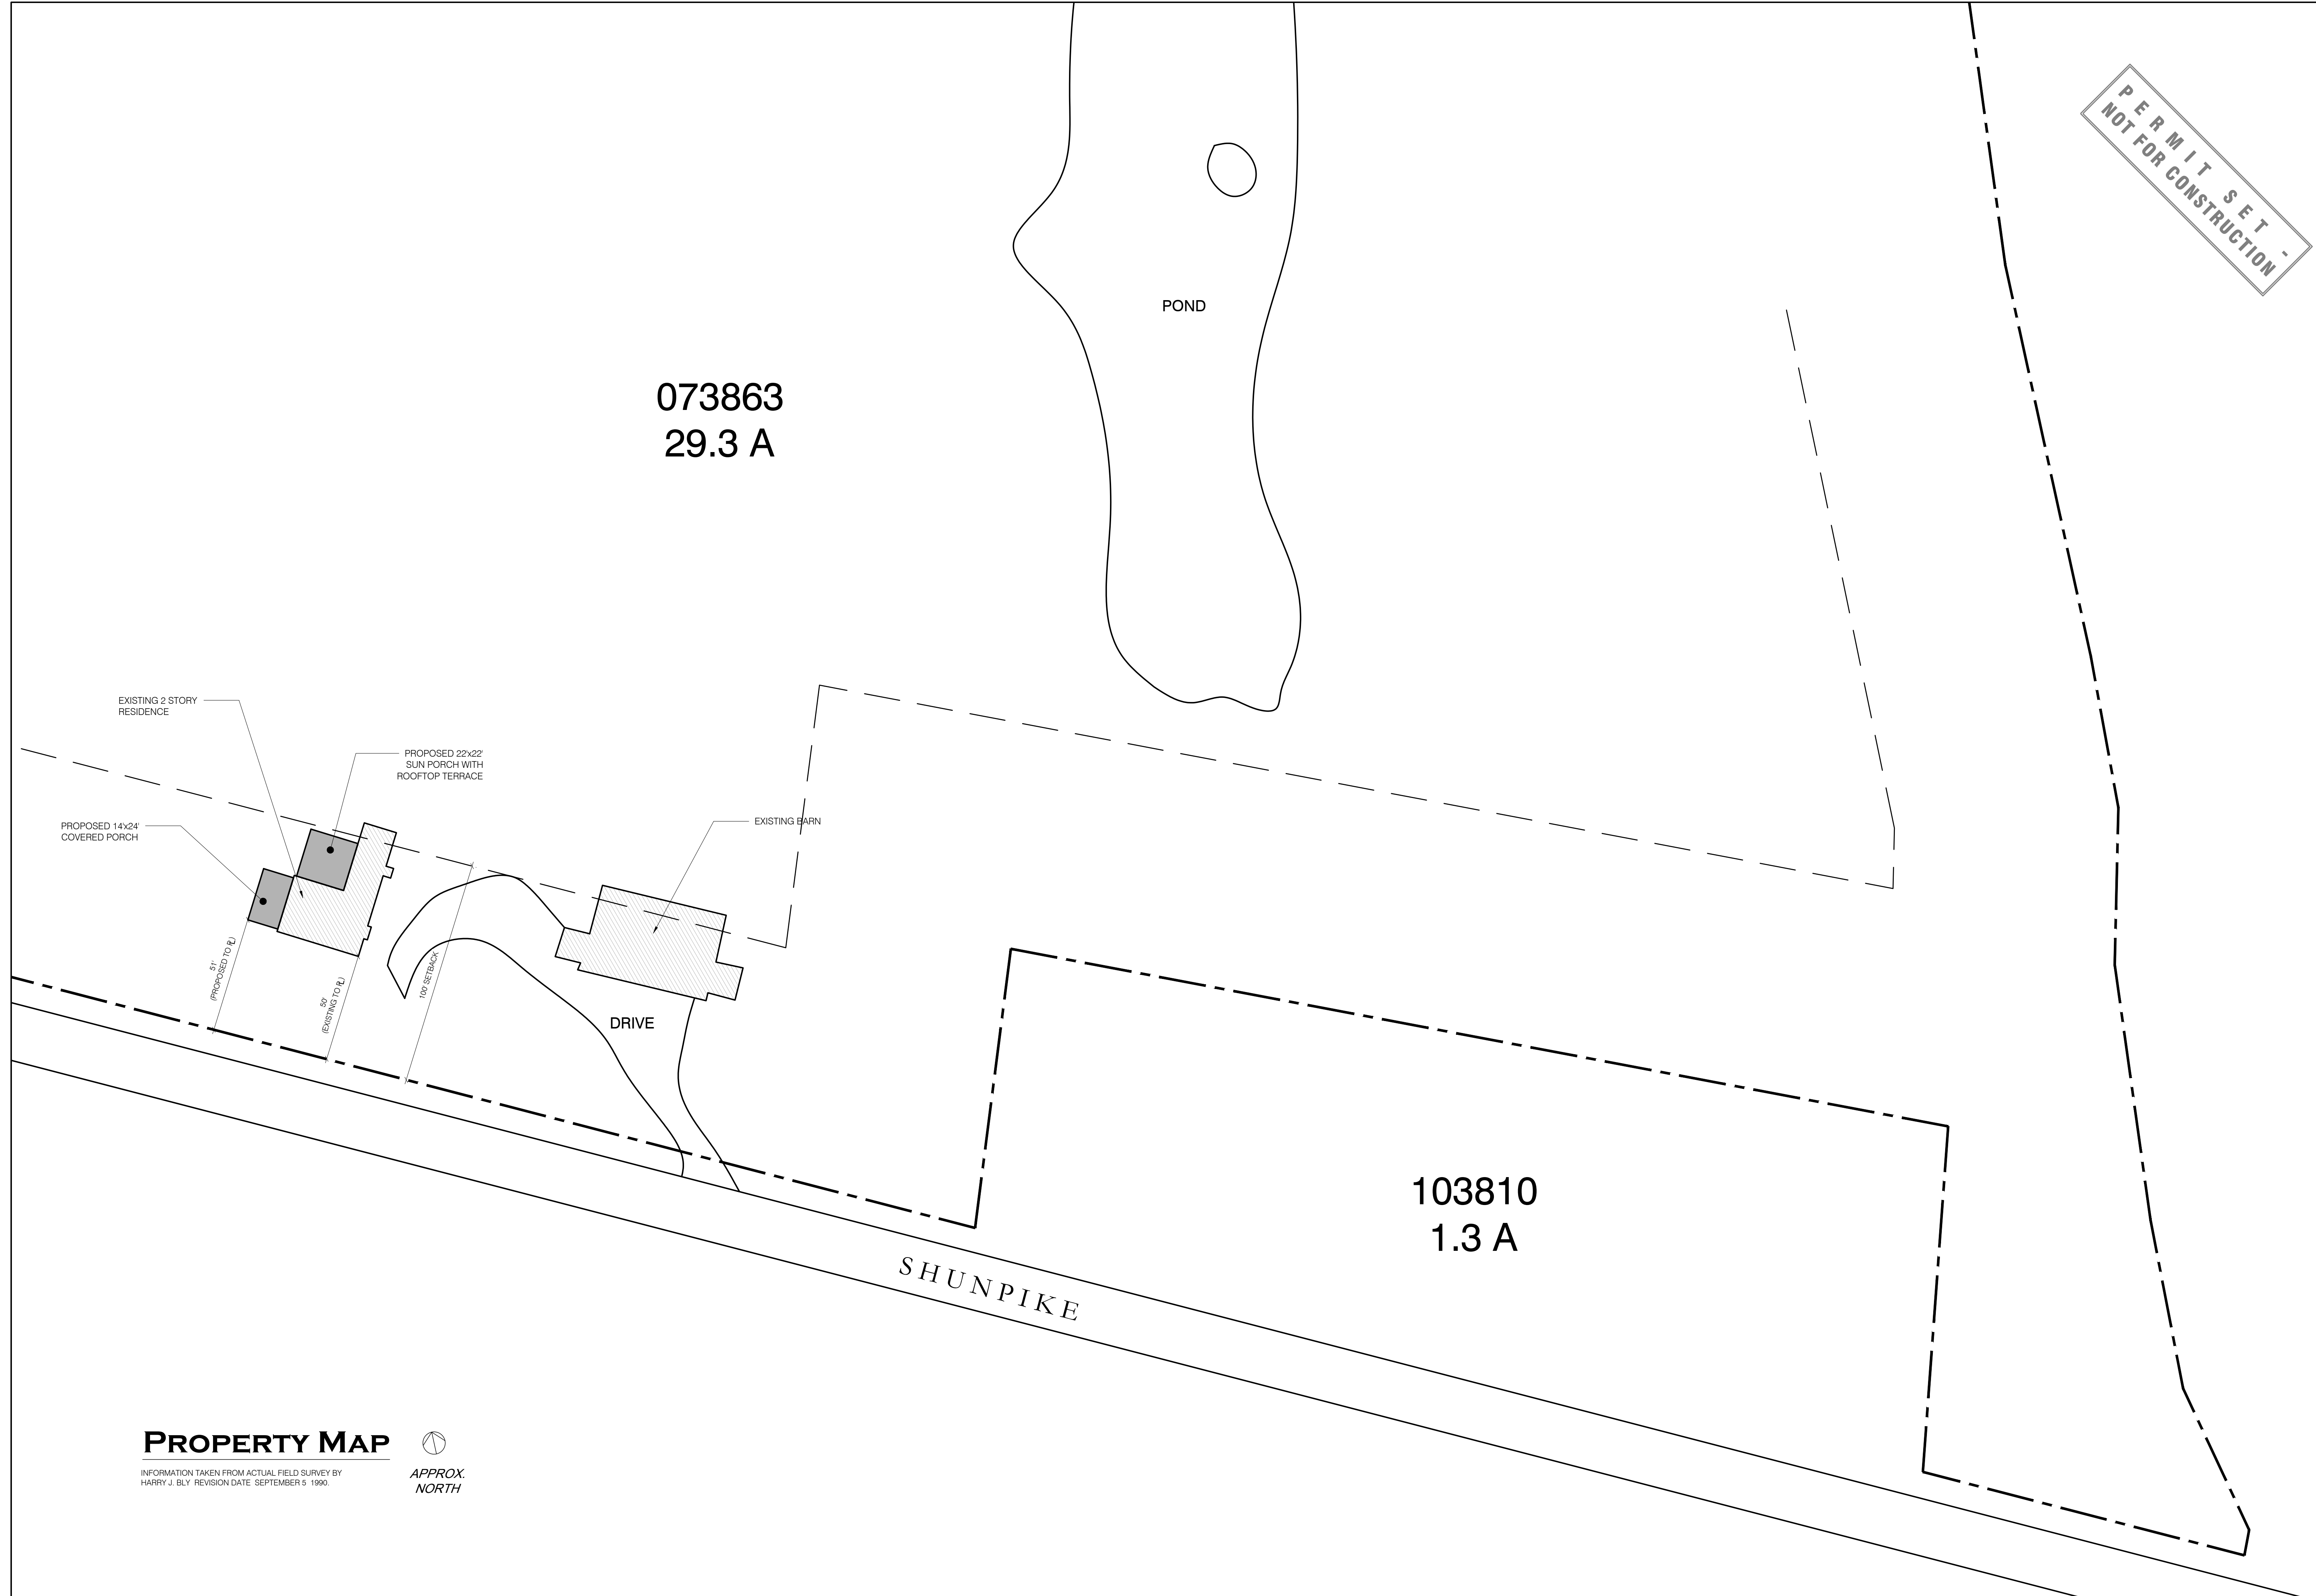 PERMIT SET -
NOT FOR CONSTRUCTION
POND
073863
29.3 A
EXISTING 2 STORY
RESIDENCE
PROPOSED 22'x22'
SUN PORCH WITH
ROOFTOP TERRACE
PROPOSED 14'x24'
COVERED PORCH
EXISTING BARN
51'
(PROPOSED TO PL)
50'
(EXISTING TO PL)
100' SETBACK
DRIVE
103810
1.3 A
SHUNPIKE
PROPERTY MAP
INFORMATION TAKEN FROM ACTUAL FIELD SURVEY BY
HARRY J. BLY REVISION DATE SEPTEMBER 5 1990.
APPROX.
NORTH